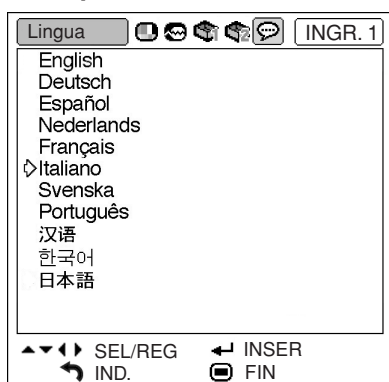 Lingua INGR. 1
English
Deutsch
Español
Nederlands
Français
Italiano
Svenska
Português
汉语
한국어
日本語
SEL/REG INSER
IND. FIN